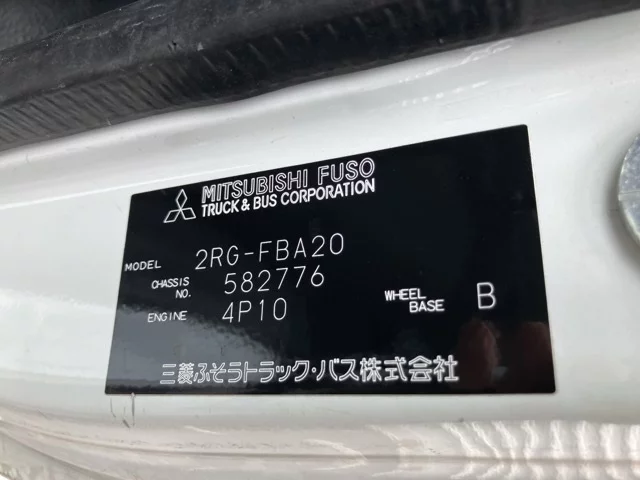 MITSUBISHI FUSO
TRUCK & BUS CORPORATION
MODEL 2RG-FBA20
CHASSIS NO. 582776
ENGINE 4P10 WHEEL BASE B
三菱ふそうトラック・バス株式会社